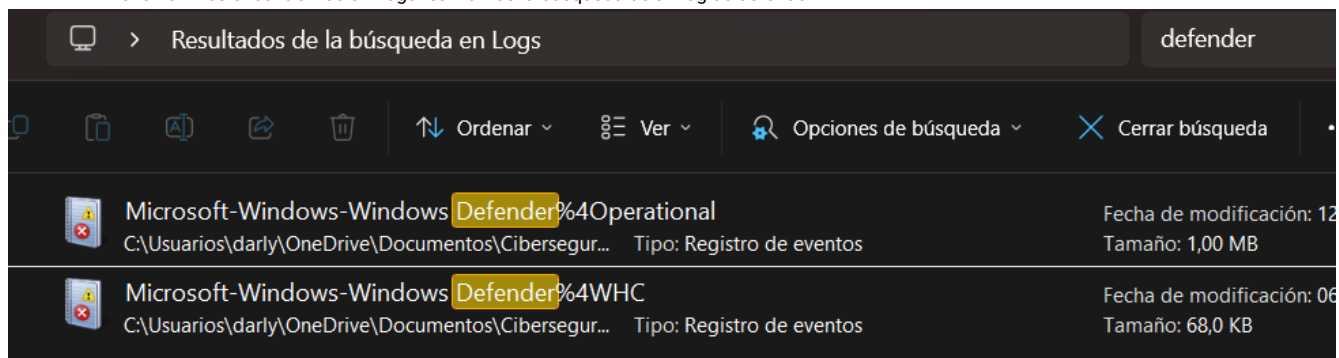 Resultados de la búsqueda en Logs
defender
Ordenar
Ver
Opciones de búsqueda
Cerrar búsqueda
Microsoft-Windows-Windows Defender%4Operational
Fecha de modificación: 12
C:\Usuarios\darly\OneDrive\Documentos\Cibersegur... Tipo: Registro de eventos
Tamaño: 1,00 MB
Microsoft-Windows-Windows Defender%4WHC
Fecha de modificación: 06
C:\Usuarios\darly\OneDrive\Documentos\Cibersegur... Tipo: Registro de eventos
Tamaño: 68,0 KB